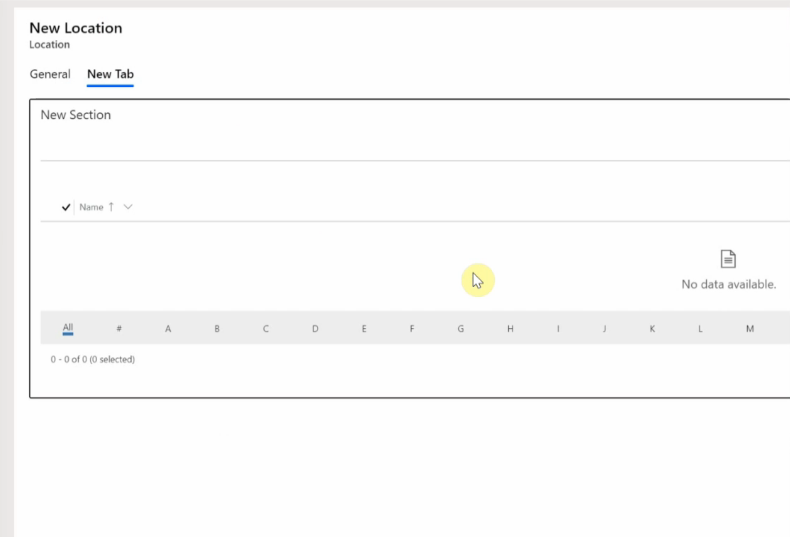 New Location
Location
General New Tab
New Section
Name
No data available.
All # A B C D E F G H I J K L M
0 - 0 of 0 (0 selected)